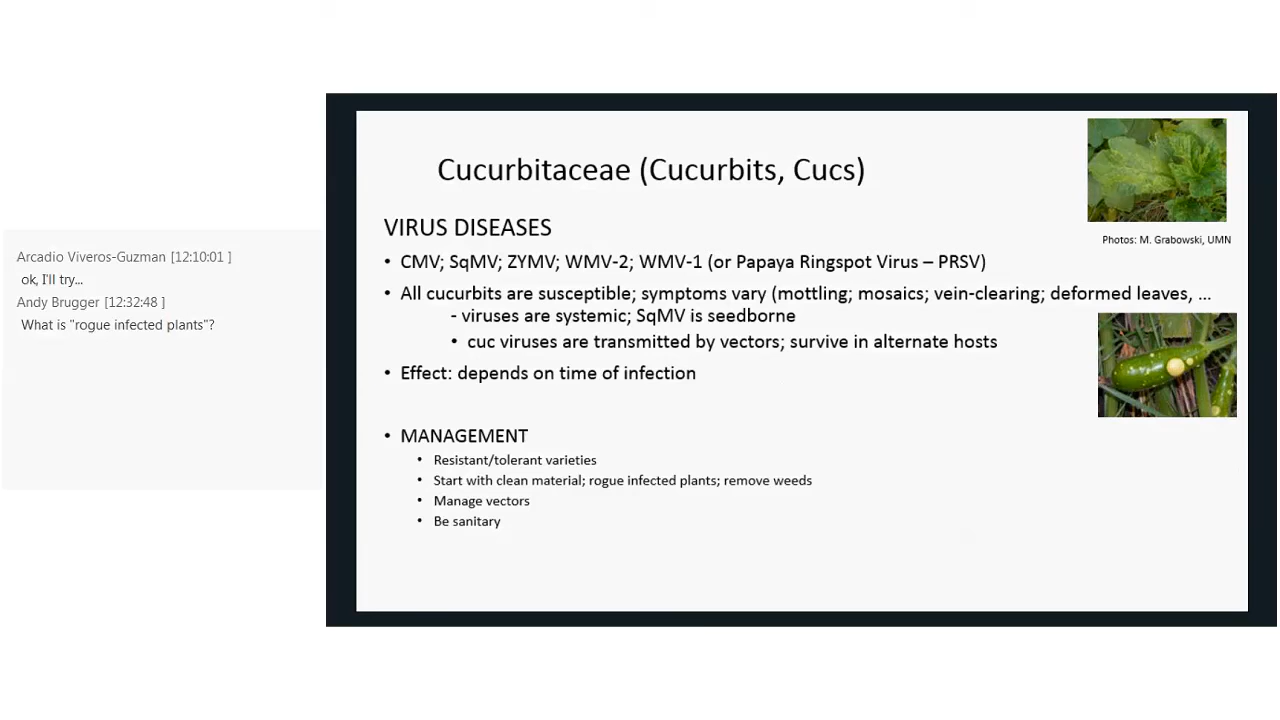 Arcadio Viveros-Guzman [12:10:01 ]
ok, I'll try...
Andy Brugger [12:32:48 ]
What is "rogue infected plants"?
Cucurbitaceae (Cucurbits, Cucs)
Photos: M. Grabowski, UMN
VIRUS DISEASES
• CMV; SqMV; ZYMV; WMV-2; WMV-1 (or Papaya Ringspot Virus – PRSV)
• All cucurbits are susceptible; symptoms vary (mottling; mosaics; vein-clearing; deformed leaves, ...
- viruses are systemic; SqMV is seedborne
• cuc viruses are transmitted by vectors; survive in alternate hosts
• Effect: depends on time of infection
• MANAGEMENT
• Resistant/tolerant varieties
• Start with clean material; rogue infected plants; remove weeds
• Manage vectors
• Be sanitary